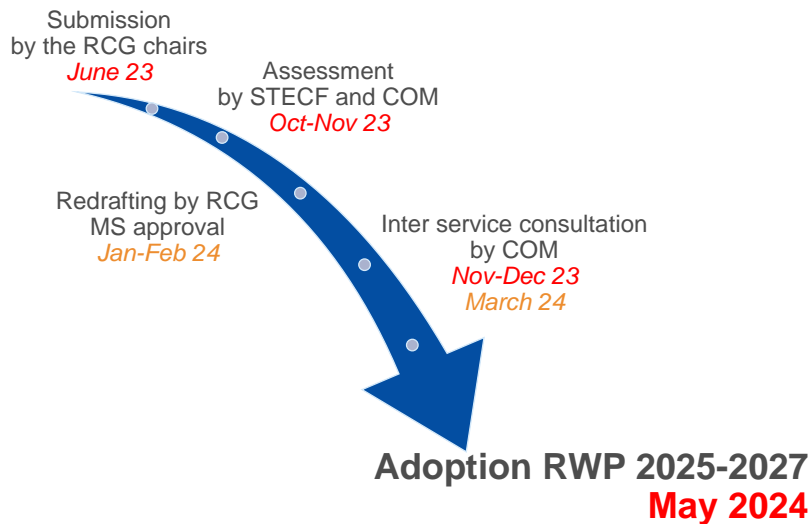 Submission
by the RCG chairs
June 23
Assessment
by STECF and COM
Oct-Nov 23
Redrafting by RCG
MS approval
Jan-Feb 24
Inter service consultation
by COM
Nov-Dec 23
March 24
Adoption RWP 2025-2027
May 2024